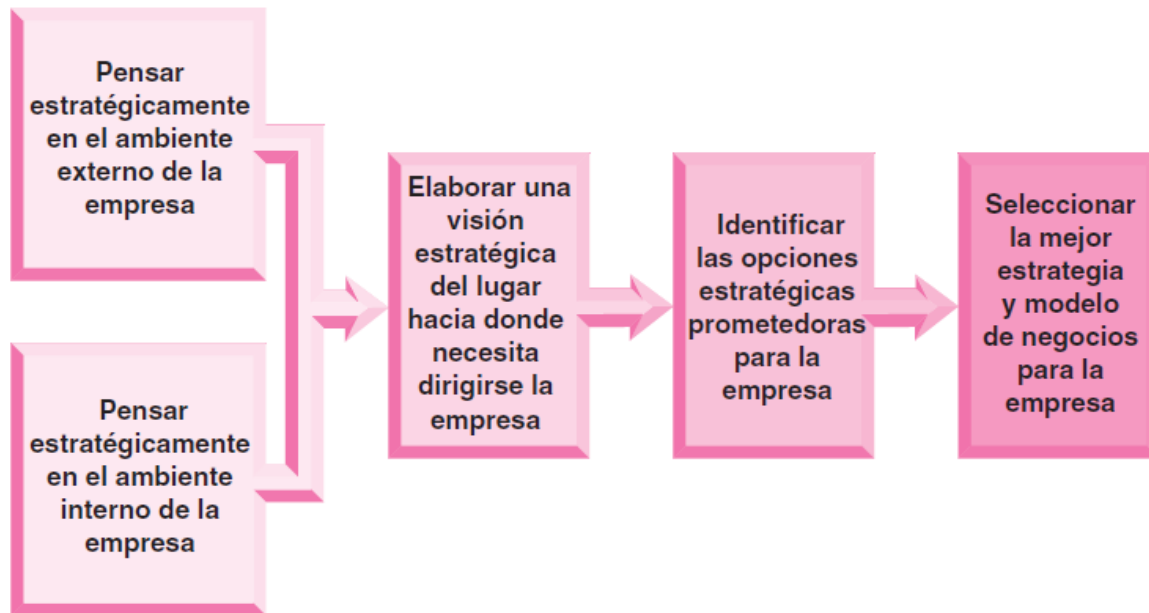 Pensar
estratégicamente
en el ambiente
externo de la
empresa
Pensar
estratégicamente
en el ambiente
interno de la
empresa
Elaborar una
visión
estratégica
del lugar
hacia donde
necesita
dirigirse la
empresa
Identificar
las opciones
estratégicas
prometedoras
para la
empresa
Seleccionar
la mejor
estrategia
y modelo
de negocios
para la
empresa